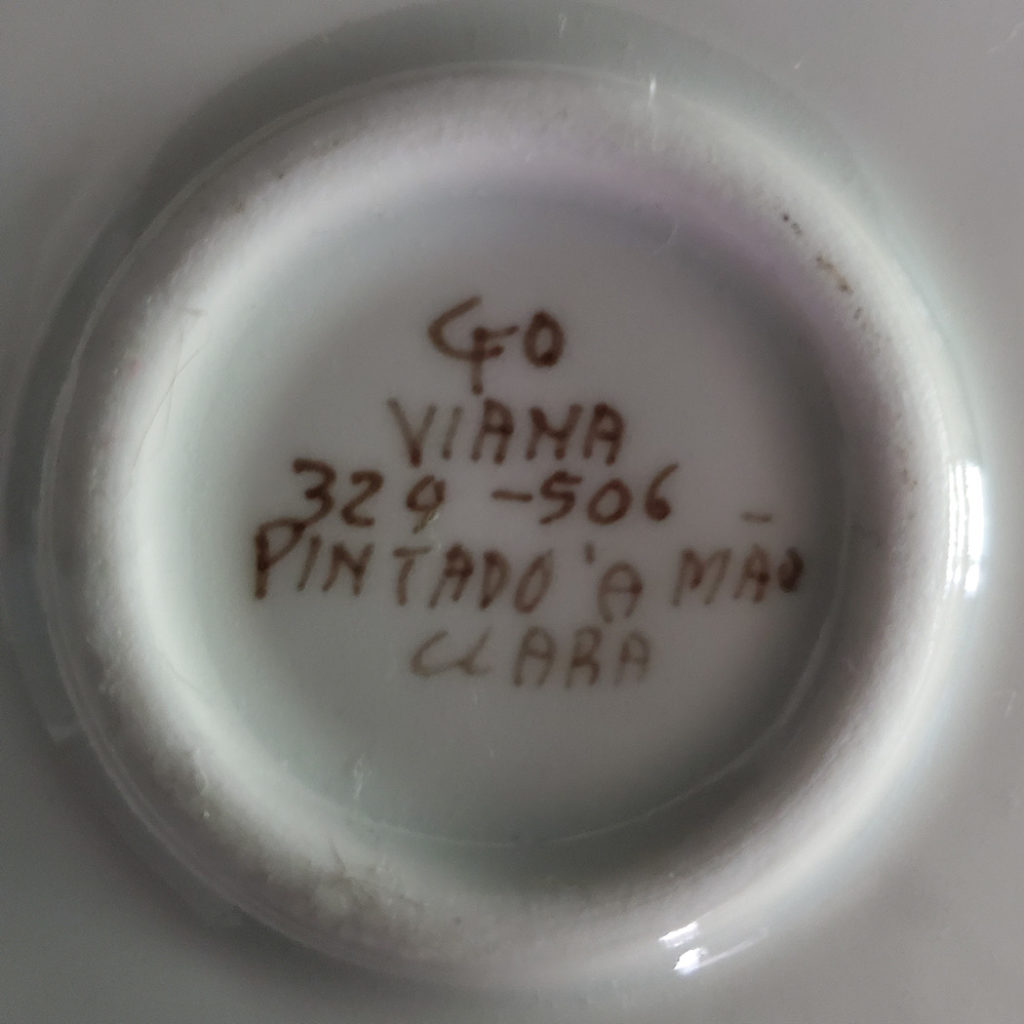 VIANA
329 -506
PINTADO 'A MÃO
CLARA